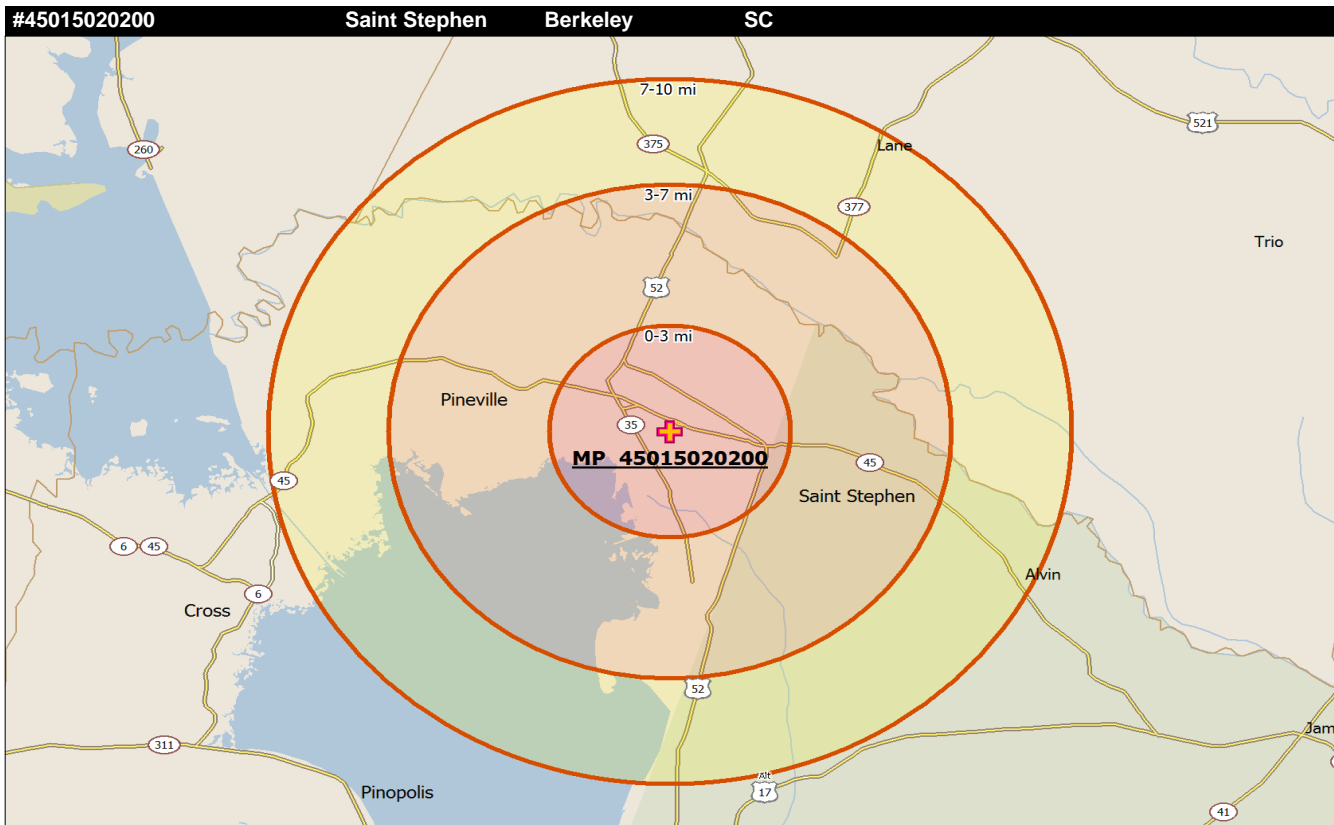 #45015020200 Saint Stephen Berkeley SC
7-10 mi
521
375
Lane
260
3-7 mi
377
Trio
52
0-3 mi
Pineville
35
MP 45015020200
45
45
Saint Stephen
6 45
Alvin
6
Cross
52
311
Jam
Alt
17
Pinopolis
41